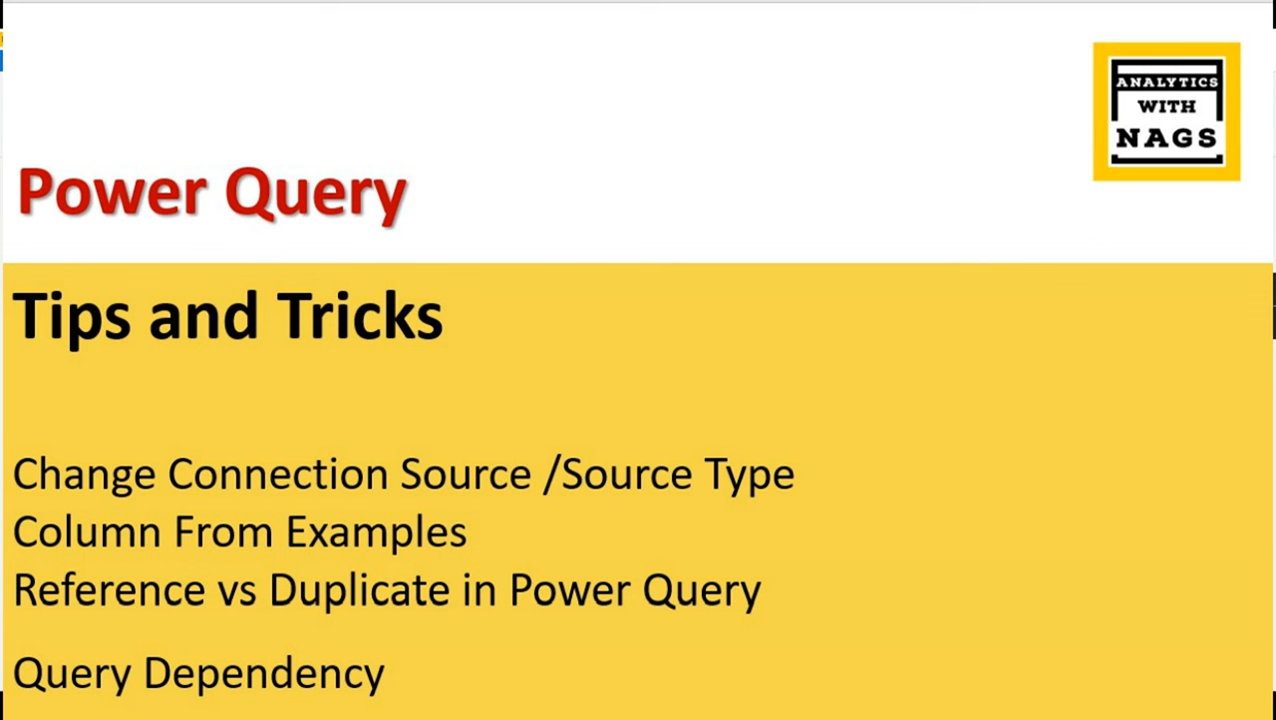 ANALYTICS
WITH
NAGS
Power Query
Tips and Tricks
Change Connection Source /Source Type
Column From Examples
Reference vs Duplicate in Power Query
Query Dependency